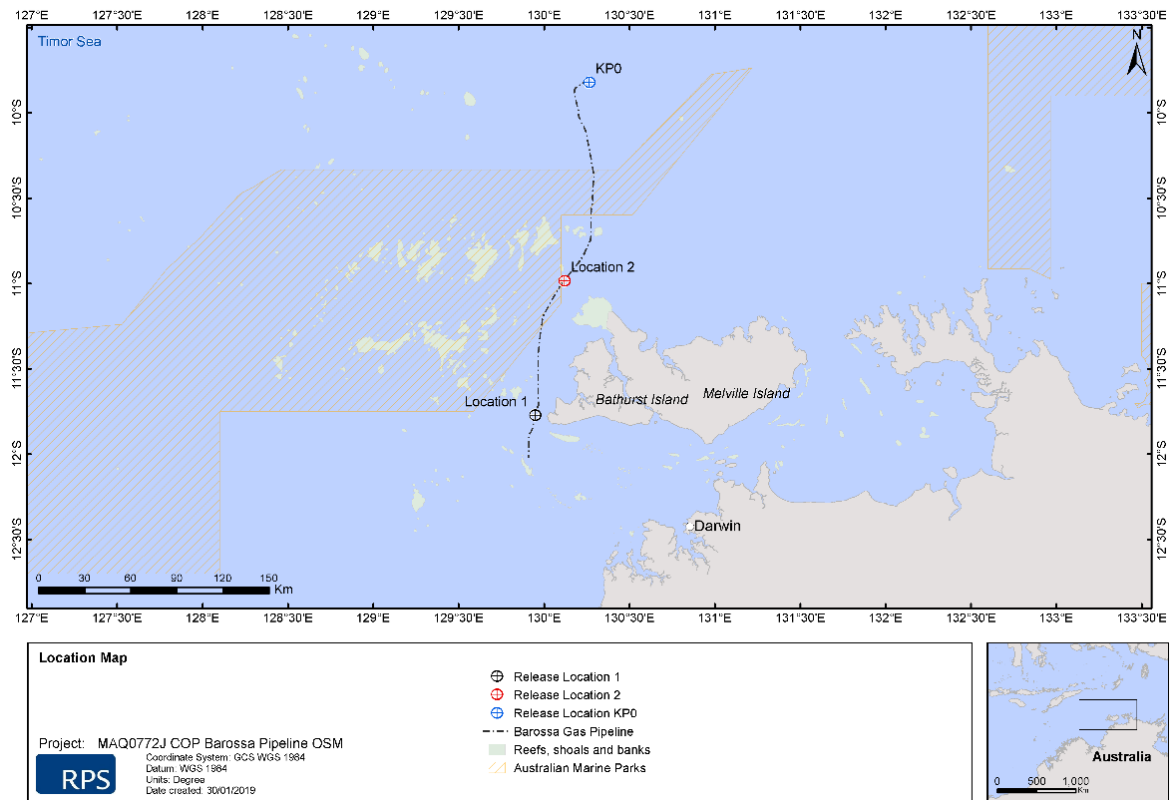 127°E 127°30'E 128°E 128°30'E 129°E 129°30'E 130°E 130°30'E 131°E 131°30'E 132°E 132°30'E 133°E 133°30'E
Timor Sea
N
KP0
10°S 10°S
10°30'S 10°30'S
Location 2
11°S 11°S
11°30'S 11°30'S
Location 1
Bathurst Island
Melville Island
12°S 12°S
Darwin
12°30'S 12°30'S
0 30 60 90 120 150
Km
127°E 127°30'E 128°E 128°30'E 129°E 129°30'E 130°E 130°30'E 131°E 131°30'E 132°E 132°30'E 133°E 133°30'E
Location Map
Release Location 1
Release Location 2
Release Location KP0
Barossa Gas Pipeline
Reefs, shoals and banks
Australian Marine Parks
Project: MAQ0772J COP Barossa Pipeline OSM
Coordinate System: GCS WGS 1984
Datum: WGS 1984
Units: Degree
Date created: 30/01/2019
RPS
Australia
0 500 1,000
Km